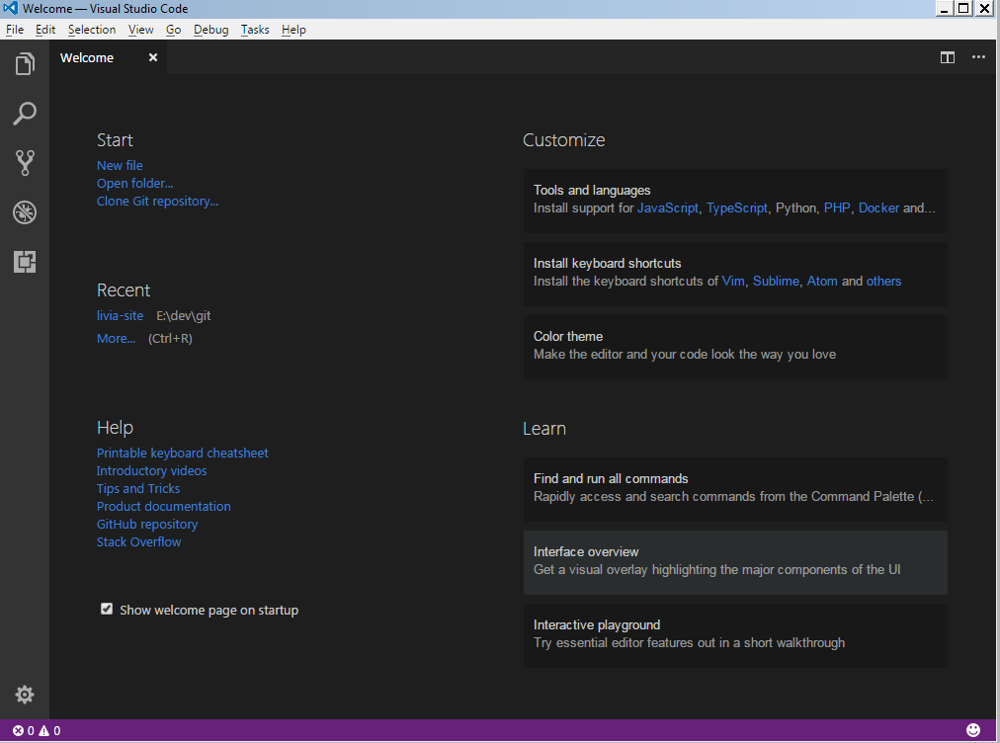 Welcome — Visual Studio Code
File Edit Selection View Go Debug Tasks Help
Welcome
Start
New file
Open folder...
Clone Git repository...
Recent
livia-site E:\dev\git
More... (Ctrl+R)
Help
Printable keyboard cheatsheet
Introductory videos
Tips and Tricks
Product documentation
GitHub repository
Stack Overflow
Show welcome page on startup
Customize
Tools and languages
Install support for JavaScript, TypeScript, Python, PHP, Docker and...
Install keyboard shortcuts
Install the keyboard shortcuts of Vim, Sublime, Atom and others
Color theme
Make the editor and your code look the way you love
Learn
Find and run all commands
Rapidly access and search commands from the Command Palette (...
Interface overview
Get a visual overlay highlighting the major components of the UI
Interactive playground
Try essential editor features out in a short walkthrough
0 0